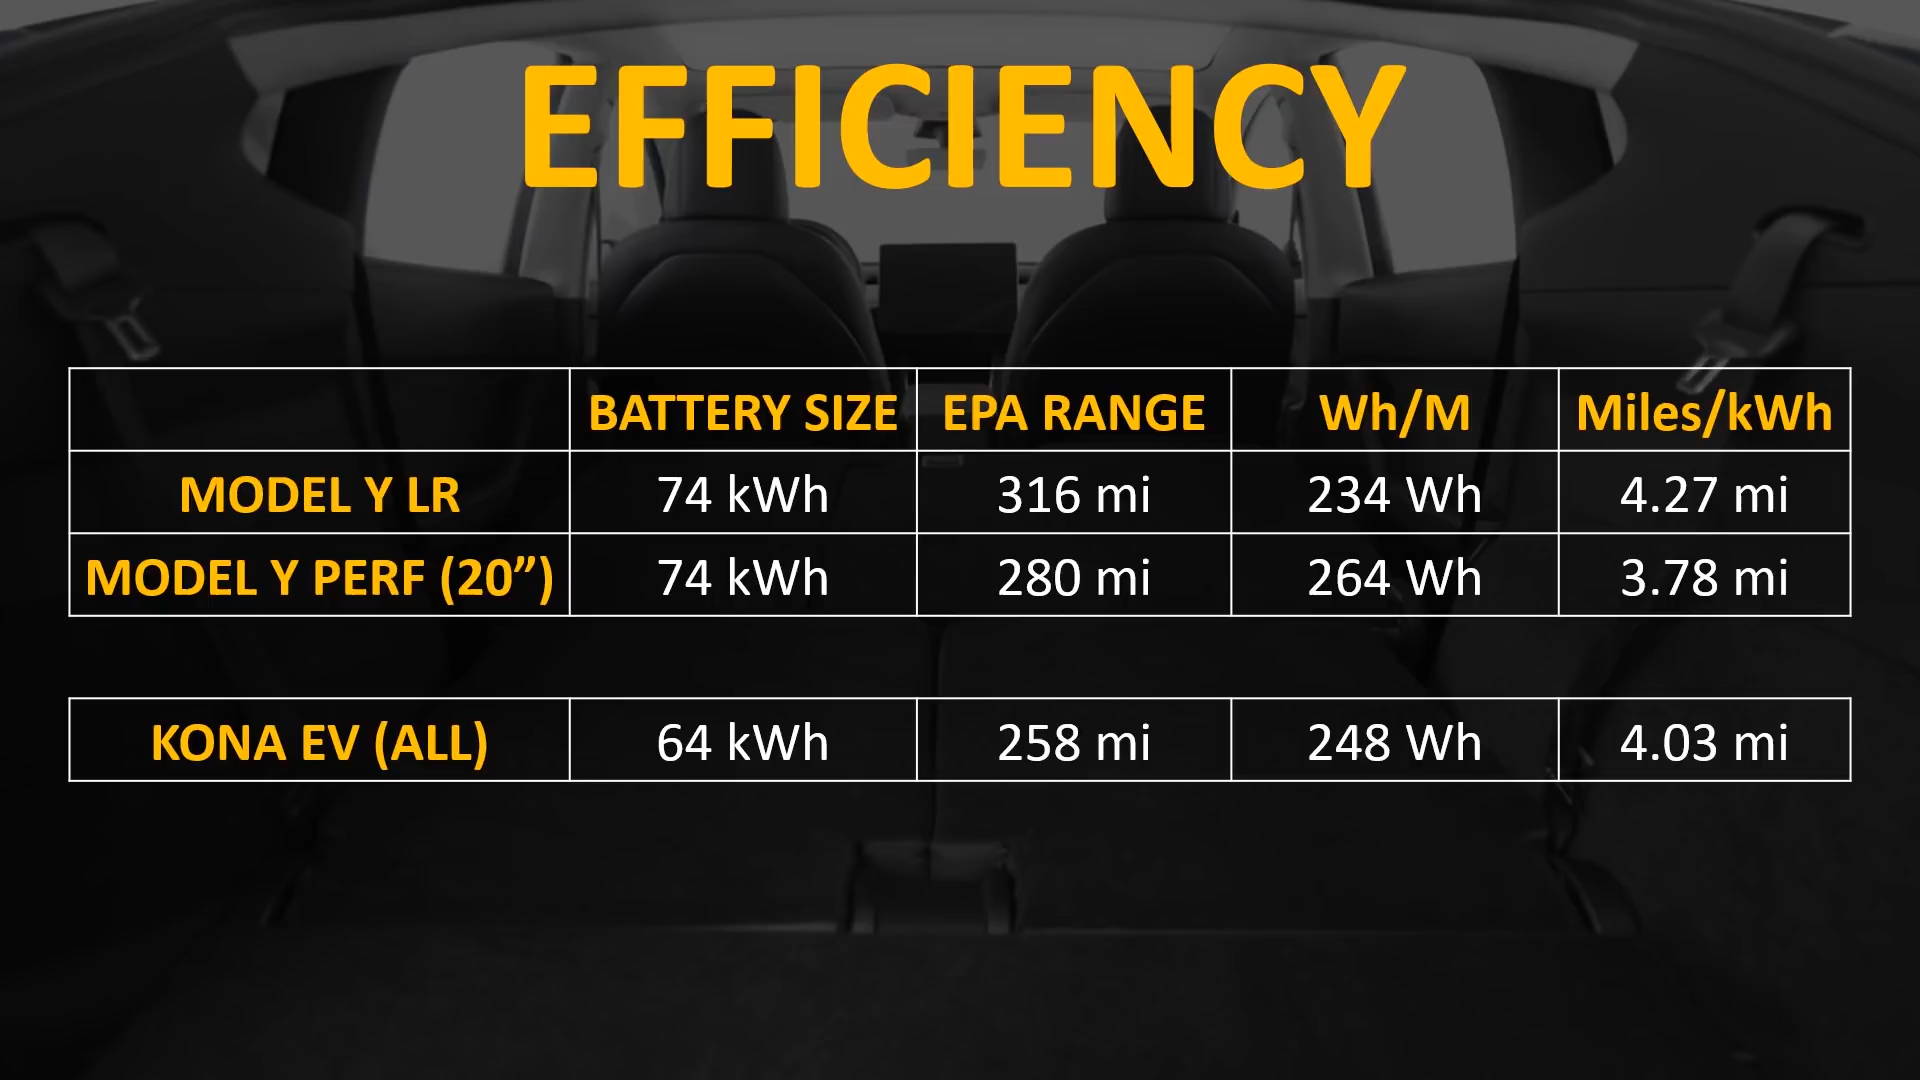 EFFICIENCY
BATTERY SIZE EPA RANGE Wh/M Miles/kWh
MODEL Y LR 74 kWh 316 mi 234 Wh 4.27 mi
MODEL Y PERF (20”) 74 kWh 280 mi 264 Wh 3.78 mi
KONA EV (ALL) 64 kWh 258 mi 248 Wh 4.03 mi